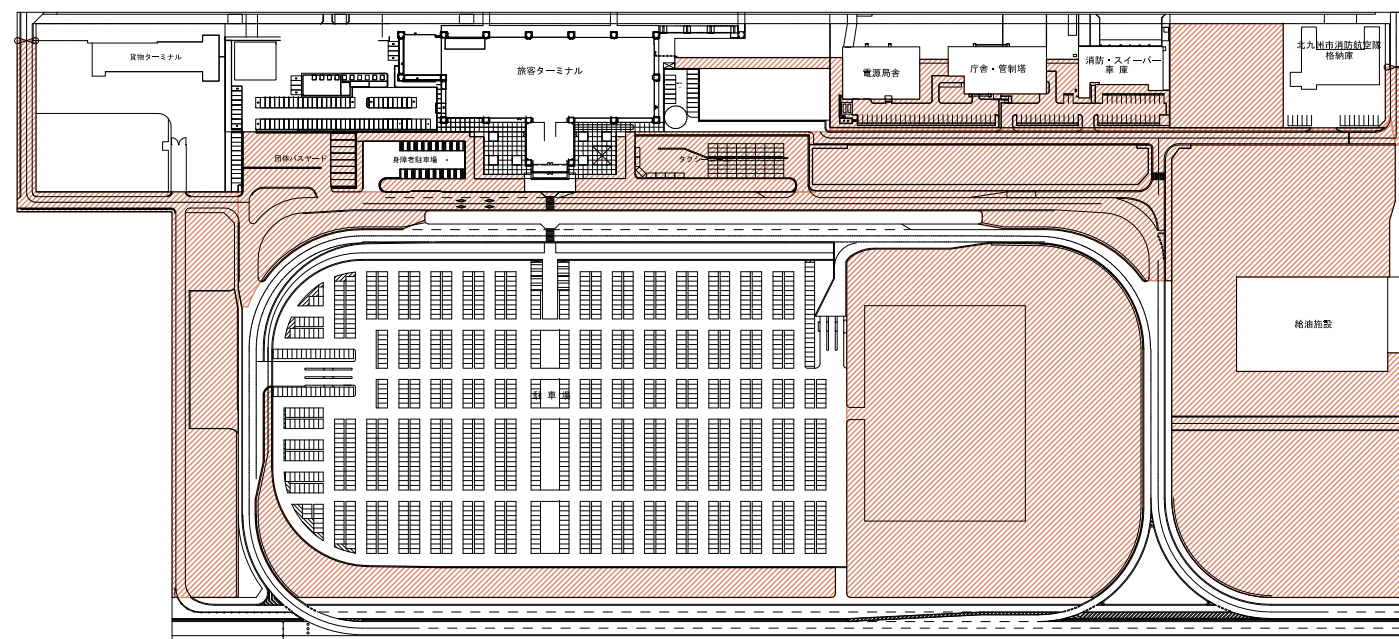 貨物ターミナル
旅客ターミナル
電源局舎
庁舎・管制塔
消防・スイーパー
車 庫
北九州市消防航空隊
格納庫
団体バスヤード
身障者駐車場
タクシー
給油施設
駐 車 場